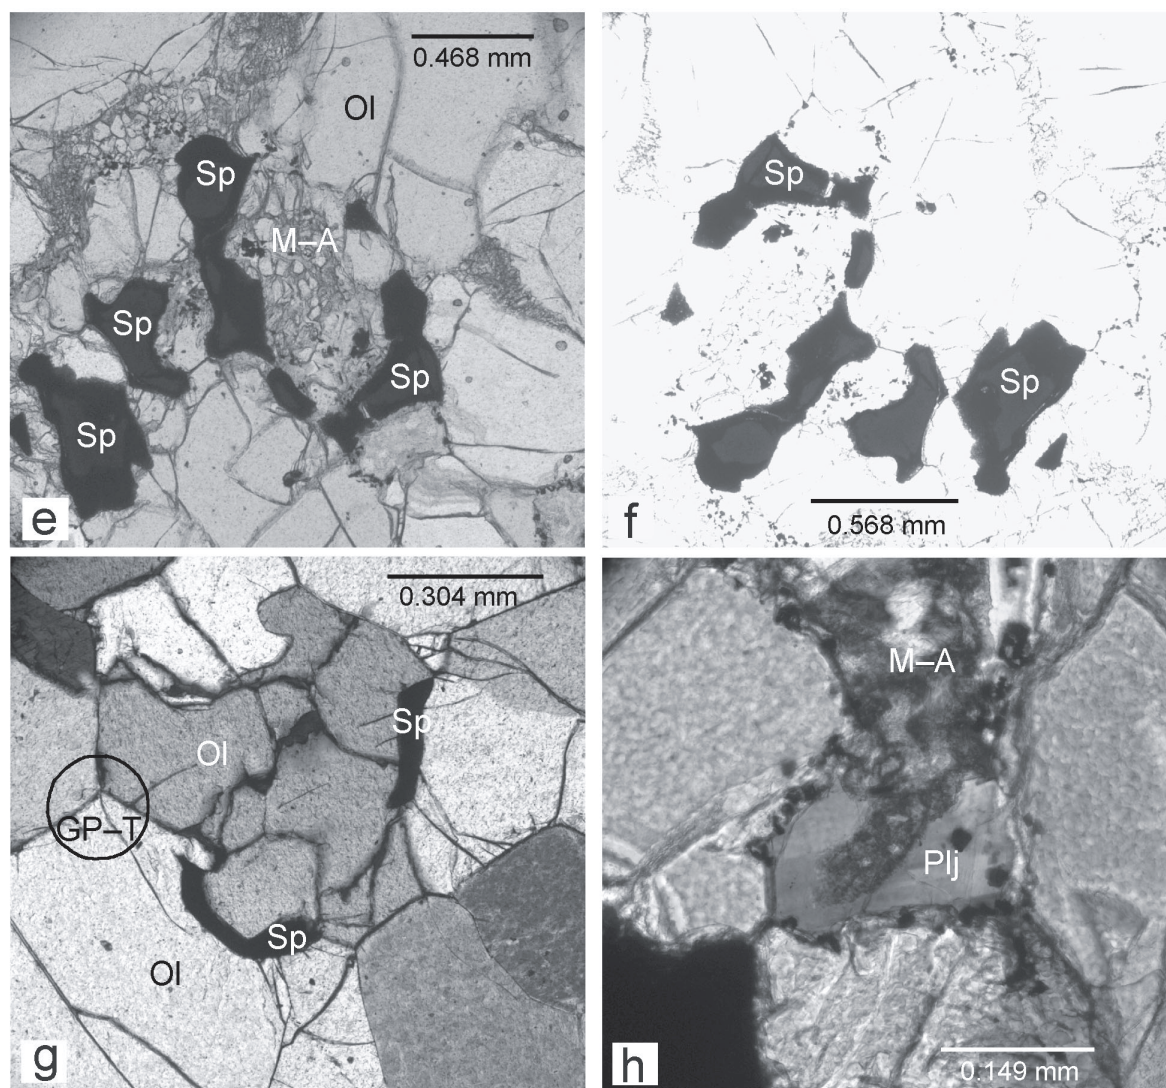 0.468 mm
Ol
Sp
M–A
Sp
Sp
Sp
e
Sp
Sp
0.568 mm
f
0.304 mm
Sp
Ol
GP–T
Sp
Ol
g
M–A
Plj
0.149 mm
h